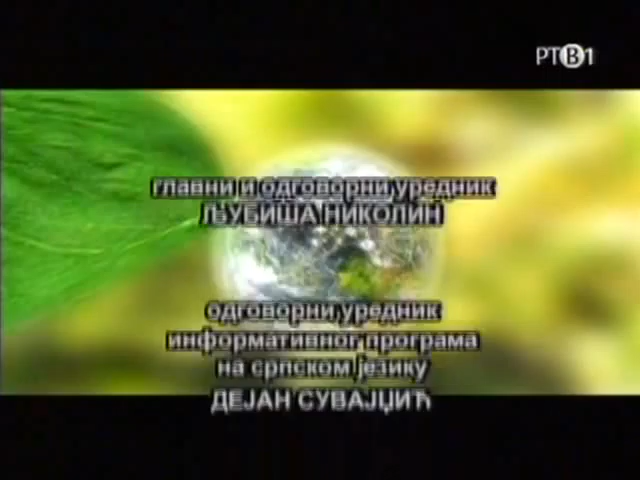 РТВ1
главни и одговорни уредник
ЉУБИША НИКОЛИН
одговорни уредник
информативног програма
на српском језику
ДЕЈАН СУВАЈЏИЋ